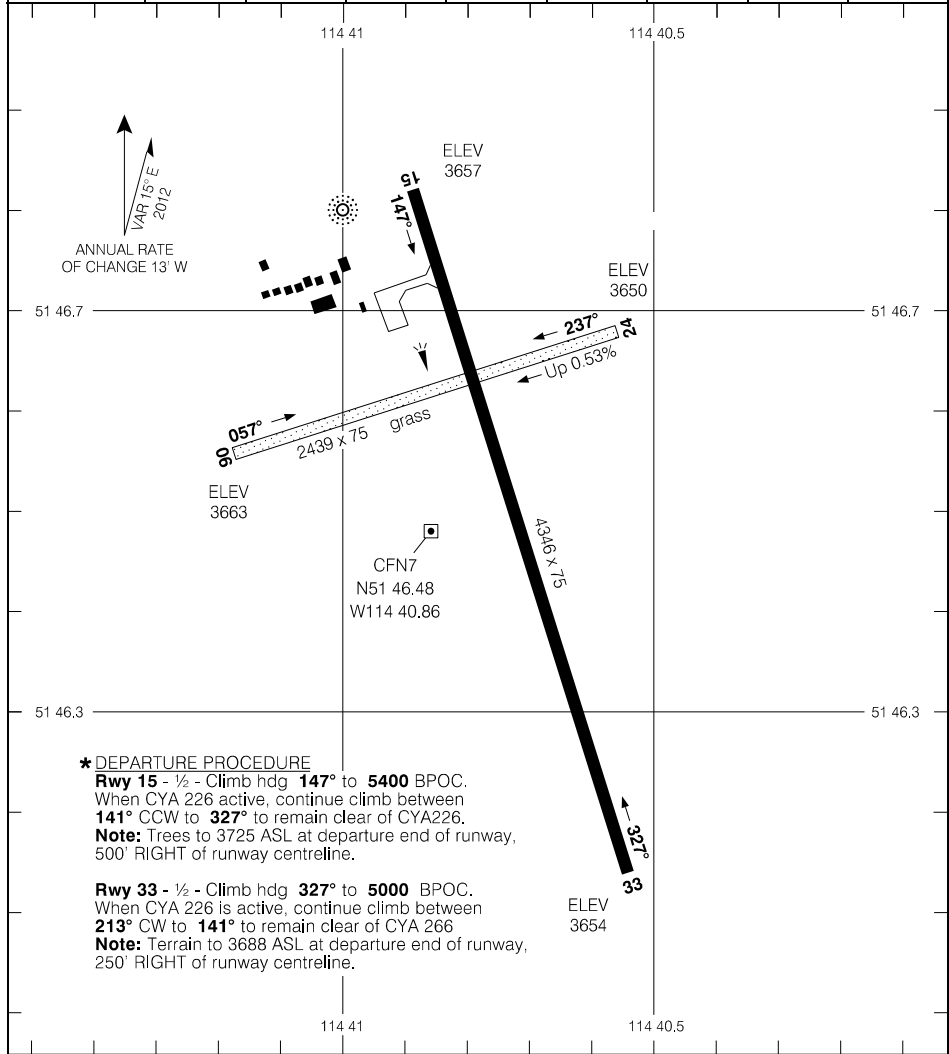 114 41
114 40.5
VAR 15° E
2012
ANNUAL RATE
OF CHANGE 13' W
ELEV
3657
15
147°
ELEV
3650
51 46.7
51 46.7
237°
24
Up 0.53%
057°
06
2439 x 75
grass
ELEV
3663
4346 x 75
CFN7
N51 46.48
W114 40.86
51 46.3
51 46.3
* DEPARTURE PROCEDURE
Rwy 15 - ½ - Climb hdg 147° to 5400 BPOC.
When CYA 226 active, continue climb between
141° CCW to 327° to remain clear of CYA226.
Note: Trees to 3725 ASL at departure end of runway,
500' RIGHT of runway centreline.
Rwy 33 - ½ - Climb hdg 327° to 5000 BPOC.
When CYA 226 is active, continue climb between
213° CW to 141° to remain clear of CYA 266
Note: Terrain to 3688 ASL at departure end of runway,
250' RIGHT of runway centreline.
327°
33
ELEV
3654
114 41
114 40.5